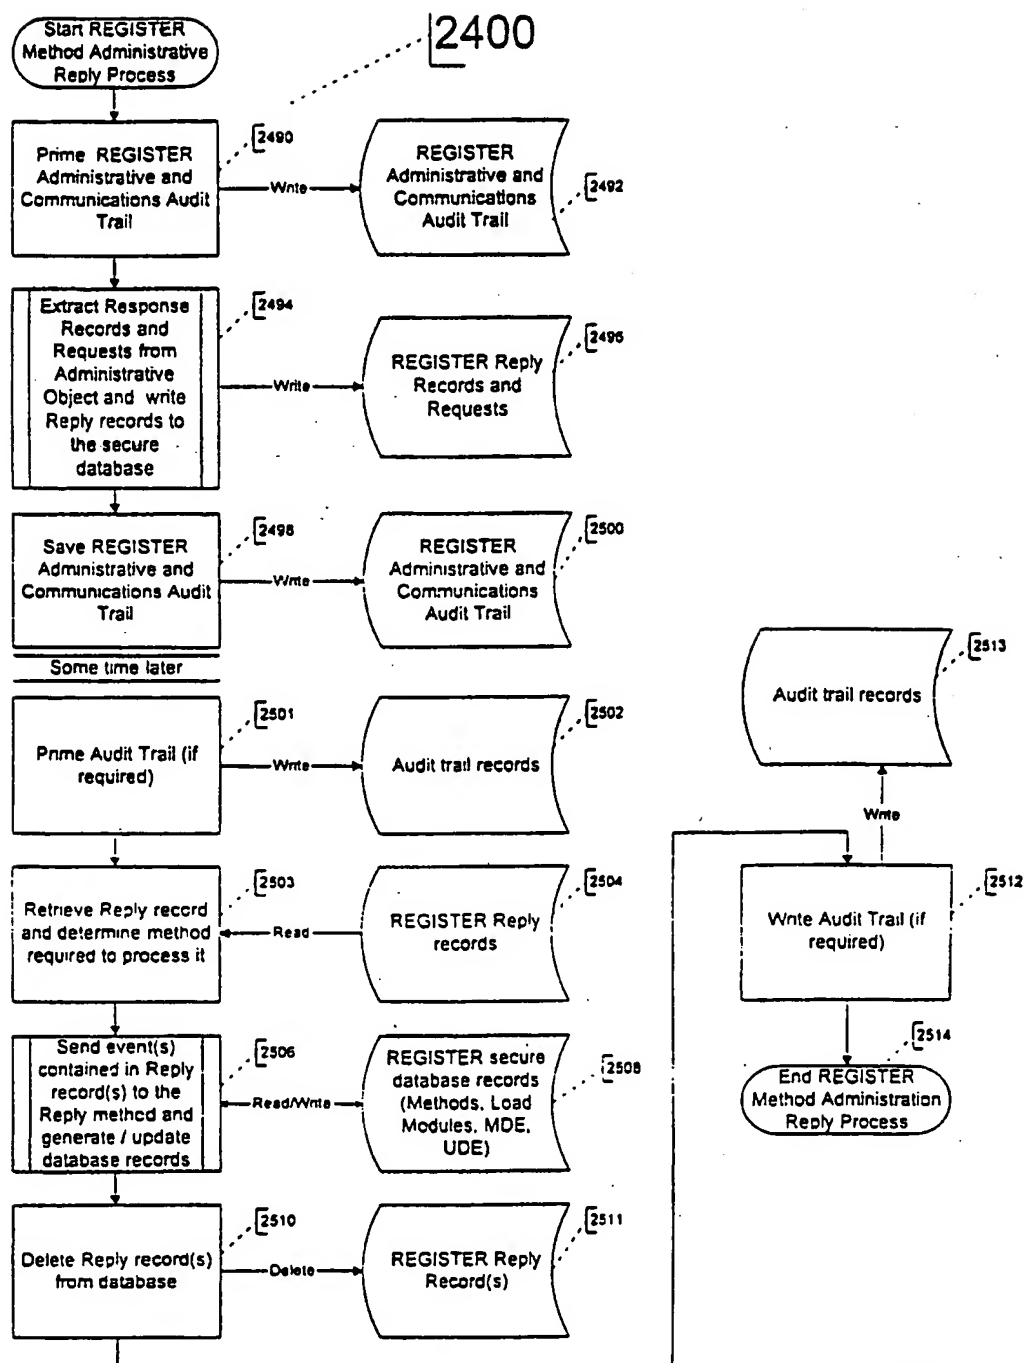 Start REGISTER
Method Administrative
Reply Process
2400
Prime REGISTER
Administrative and
Communications Audit
Trail
2490
Write
REGISTER
Administrative and
Communications
Audit Trail
2492
Extract Response
Records and
Requests from
Administrative
Object and write
Reply records to
the secure
database
2494
Write
REGISTER Reply
Records and
Requests
2496
Save REGISTER
Administrative and
Communications Audit
Trail
2498
Write
REGISTER
Administrative and
Communications
Audit Trail
2500
Some time later
Prime Audit Trail (if
required)
2501
Write
Audit trail records
2502
Retrieve Reply record
and determine method
required to process it
2503
Read
REGISTER Reply
records
2504
Send event(s)
contained in Reply
record(s) to the
Reply method and
generate / update
database records
2506
Read/Write
REGISTER secure
database records
(Methods, Load
Modules, MDE,
UDE)
2508
Delete Reply record(s)
from database
2510
Delete
REGISTER Reply
Record(s)
2511
Audit trail records
2513
Write
Write Audit Trail (if
required)
2512
2514
End REGISTER
Method Administration
Reply Process